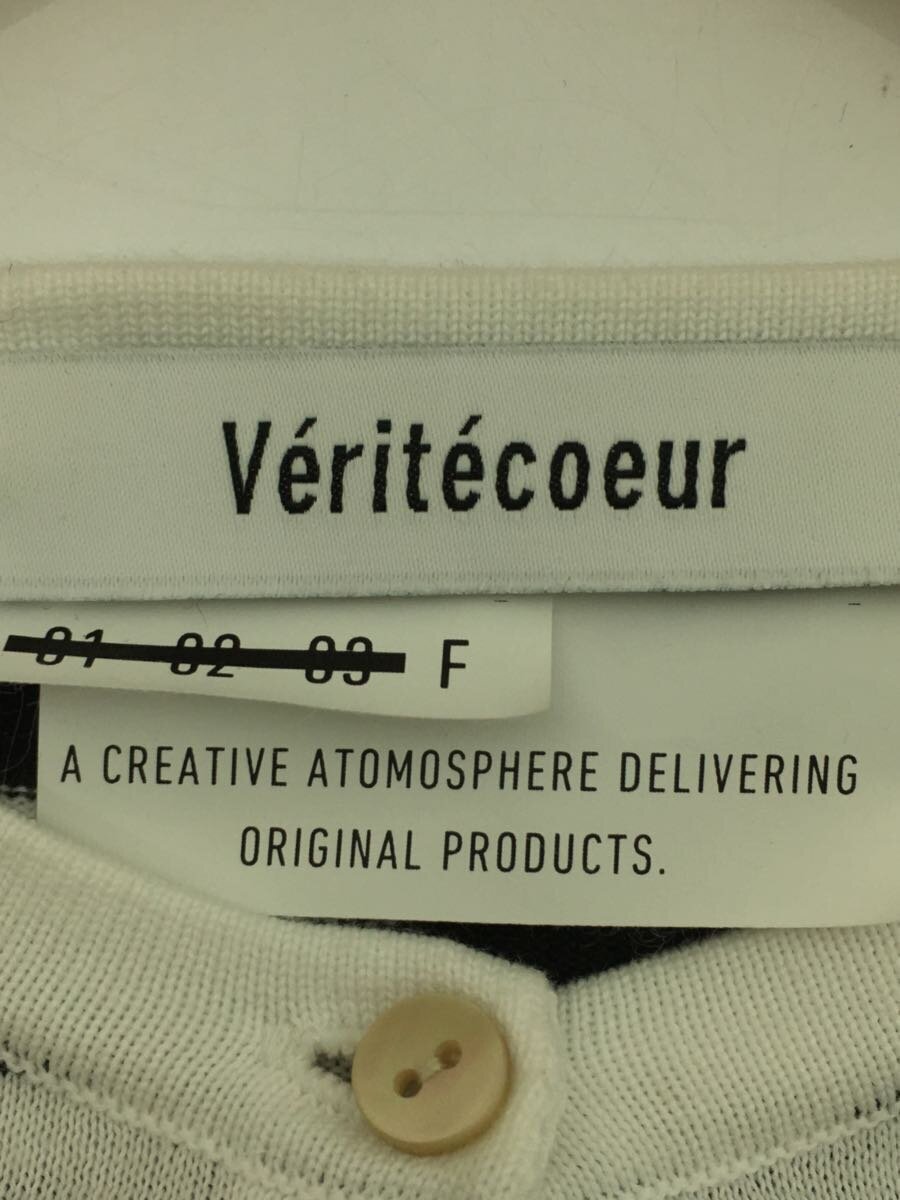 Véritécoeur
01 02 03 F
A CREATIVE ATOMOSPHERE DELIVERING
ORIGINAL PRODUCTS.